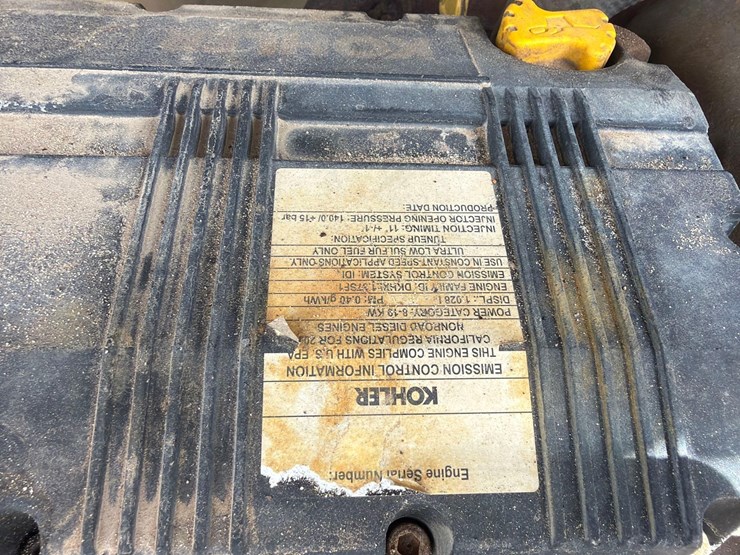 Engine Serial Number:
KOHLER
EMISSION CONTROL INFORMATION
THIS ENGINE COMPLIES WITH U.S. EPA
CALIFORNIA REGULATIONS FOR 20
NONROAD DIESEL ENGINES
POWER CATEGORY: 8-19 KW
DISPL.: 1.028 l PM: 0.40 g/kWh
ENGINE FAMILY
EMISSION CONTROL SYSTEM: IDI
USE IN CONSTANT-SPEED APPLICATIONS ONLY.
ULTRA LOW SULFUR FUEL ONLY
TUNEUP SPECIFICATION:
INJECTION TIMING: 11° +/-1°
INJECTOR OPENING PRESSURE: 140.0/ +15 bar
PRODUCTION DATE: